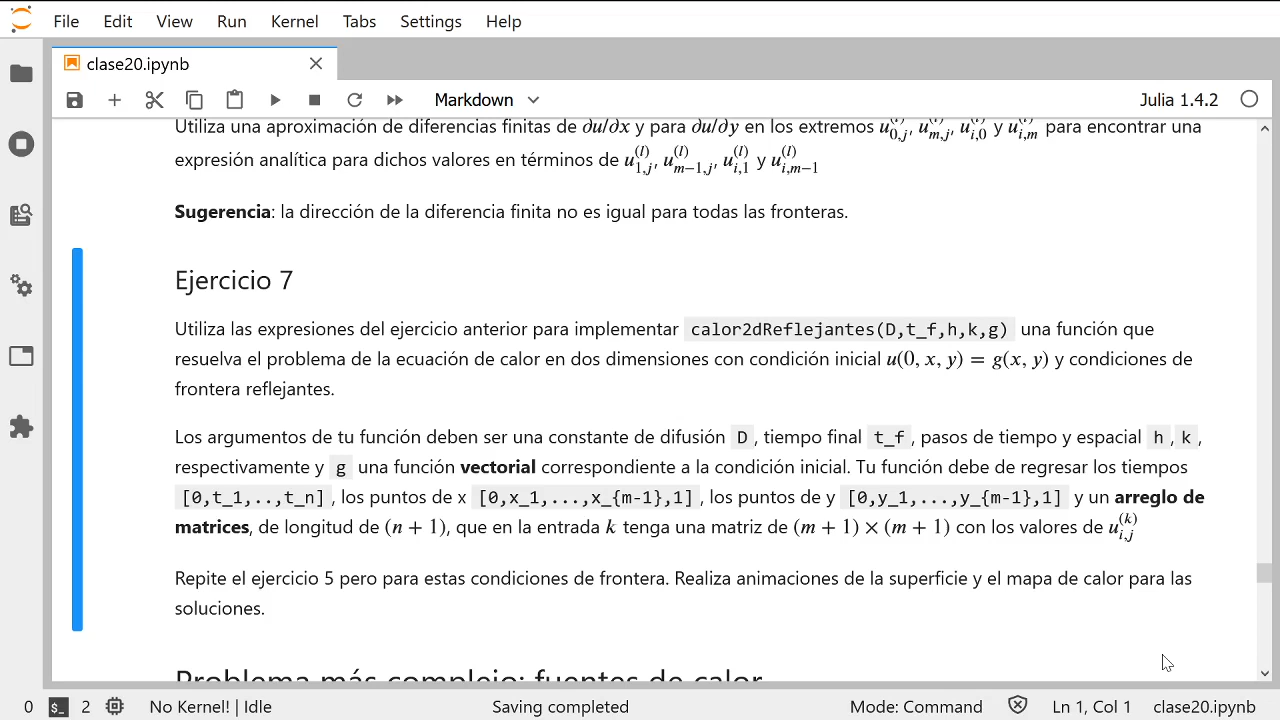 File Edit View Run Kernel Tabs Settings Help
clase20.ipynb
Markdown
Julia 1.4.2
Utiliza una aproximación de diferencias finitas de ∂u/∂x y para ∂u/∂y en los extremos u_{0,j}^{(l)}, u_{m,j}^{(l)}, u_{i,0}^{(l)} y u_{i,m}^{(l)} para encontrar una
expresión analítica para dichos valores en términos de u_{1,j}^{(l)}, u_{m−1,j}^{(l)}, u_{i,1}^{(l)} y u_{i,m−1}^{(l)}
Sugerencia: la dirección de la diferencia finita no es igual para todas las fronteras.
Ejercicio 7
Utiliza las expresiones del ejercicio anterior para implementar calor2dReflejantes(D,t_f,h,k,g) una función que
resuelva el problema de la ecuación de calor en dos dimensiones con condición inicial u(0, x, y) = g(x, y) y condiciones de
frontera reflejantes.
Los argumentos de tu función deben ser una constante de difusión D , tiempo final t_f , pasos de tiempo y espacial h , k ,
respectivamente y g una función vectorial correspondiente a la condición inicial. Tu función debe de regresar los tiempos
[0,t_1,..,t_n] , los puntos de x [0,x_1,...,x_{m-1},1] , los puntos de y [0,y_1,...,y_{m-1},1] y un arreglo de
matrices, de longitud de (n + 1), que en la entrada k tenga una matriz de (m + 1) × (m + 1) con los valores de u_{i,j}^{(k)}
Repite el ejercicio 5 pero para estas condiciones de frontera. Realiza animaciones de la superficie y el mapa de calor para las
soluciones.
Problema más complejo: fuentes de calor
0 $_ 2 No Kernel! | Idle Saving completed Mode: Command Ln 1, Col 1 clase20.ipynb